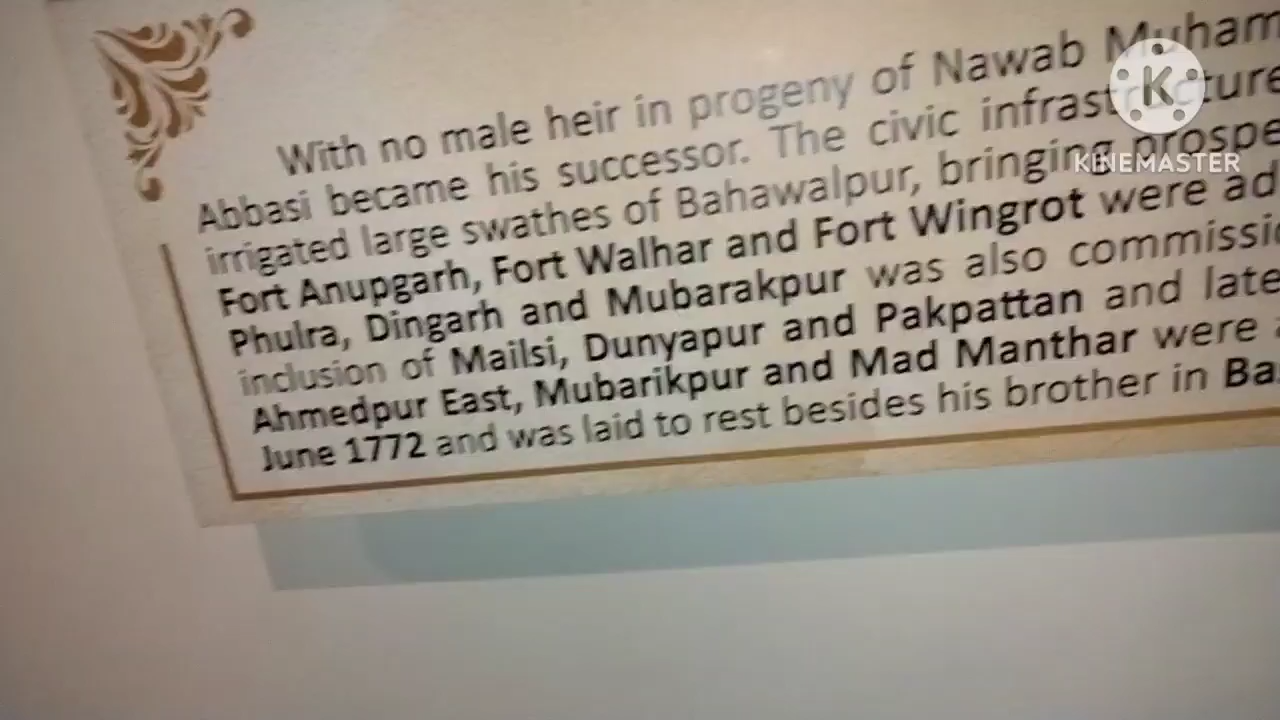 With no male heir in progeny of Nawab Muham
Abbasi became his successor. The civic infrastructure
irrigated large swathes of Bahawalpur, bringing prospe
Fort Anupgarh, Fort Walhar and Fort Wingrot were ad
Phulra, Dingarh and Mubarakpur was also commissio
inclusion of Mailsi, Dunyapur and Pakpattan and late
Ahmedpur East, Mubarikpur and Mad Manthar were
June 1772 and was laid to rest besides his brother in Ba
K
KINEMASTER